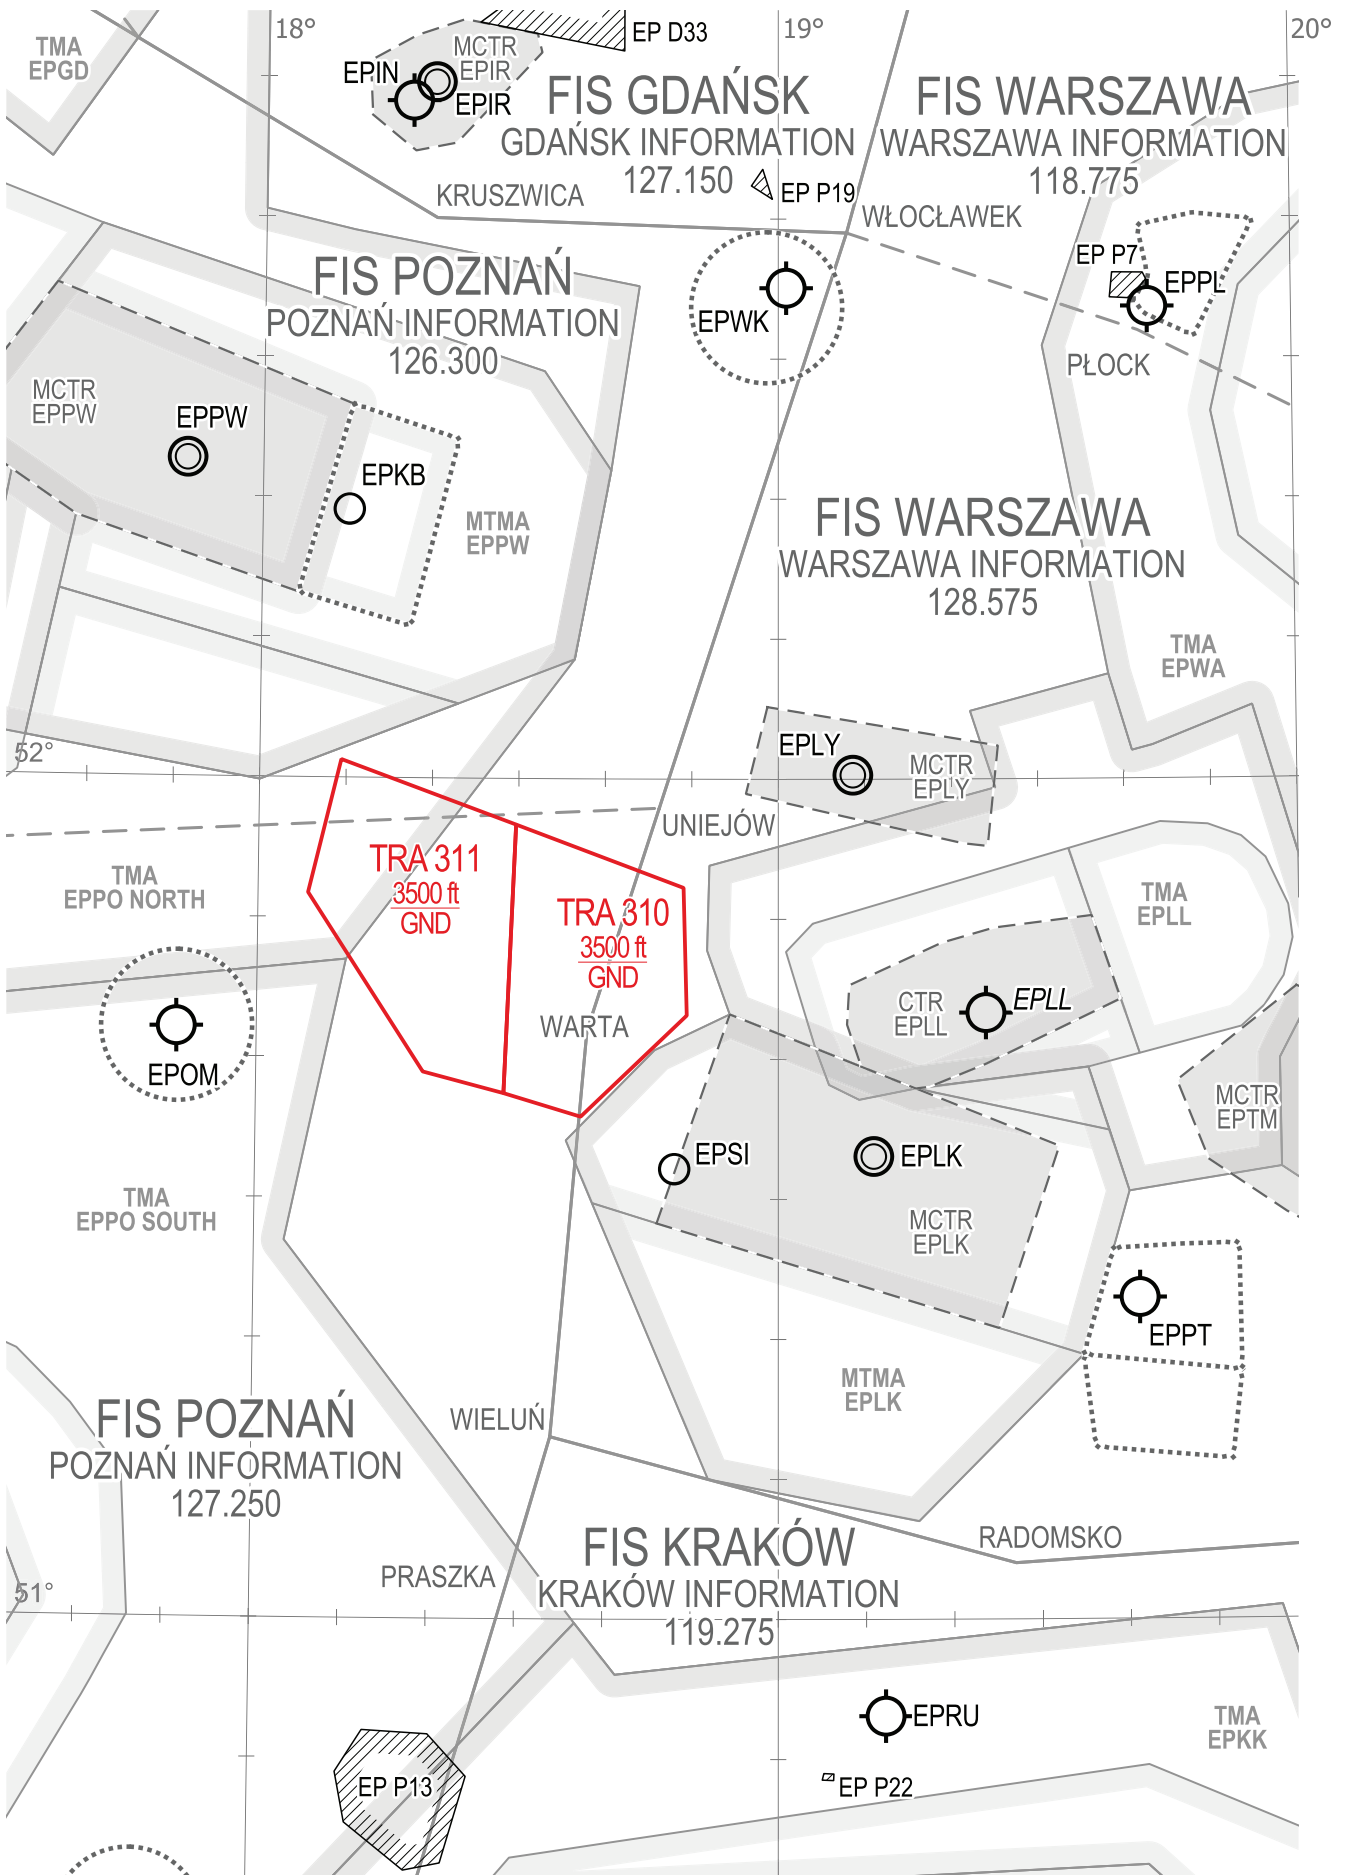 18°
19°
20°
TMA
EPGD
EP D33
MCTR
EPIR
EPIN
EPIR
FIS GDAŃSK
GDAŃSK INFORMATION
127.150
FIS WARSZAWA
WARSZAWA INFORMATION
118.775
EP P19
KRUSZWICA
WŁOCŁAWEK
EP P7
EPPL
FIS POZNAŃ
POZNAŃ INFORMATION
126.300
EPWK
PŁOCK
MCTR
EPPW
EPPW
EPKB
MTMA
EPPW
FIS WARSZAWA
WARSZAWA INFORMATION
128.575
TMA
EPWA
52°
EPLY
MCTR
EPLY
UNIEJÓW
TRA 311
3500 ft
GND
TMA
EPPO NORTH
TRA 310
3500 ft
GND
TMA
EPLL
CTR
EPLL
EPLL
WARTA
EPOM
MCTR
EPTM
EPSI
EPLK
TMA
EPPO SOUTH
MCTR
EPLK
EPPT
MTMA
EPLK
FIS POZNAŃ
POZNAŃ INFORMATION
127.250
WIELUŃ
RADOMSKO
FIS KRAKÓW
KRAKÓW INFORMATION
119.275
PRASZKA
51°
EPRU
TMA
EPKK
EP P13
EP P22